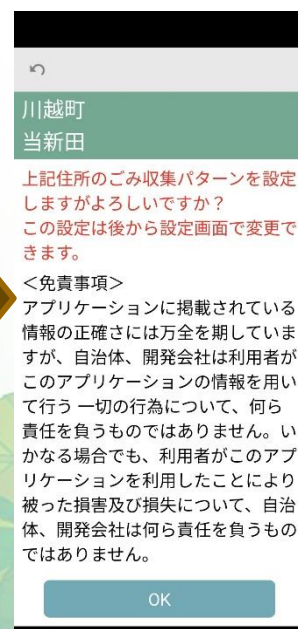 川越町
当新田
上記住所のごみ収集パターンを設定
しますがよろしいですか？
この設定は後から設定画面で変更で
きます。
＜免責事項＞
アプリケーションに掲載されている
情報の正確さには万全を期していま
すが、自治体、開発会社は利用者が
このアプリケーションの情報を用い
て行う 一切の行為について、何ら
責任を負うものではありません。い
かなる場合でも、利用者がこのアプ
リケーションを利用したことにより
被った損害及び損失について、自治
体、開発会社は何ら責任を負うもの
ではありません。
OK